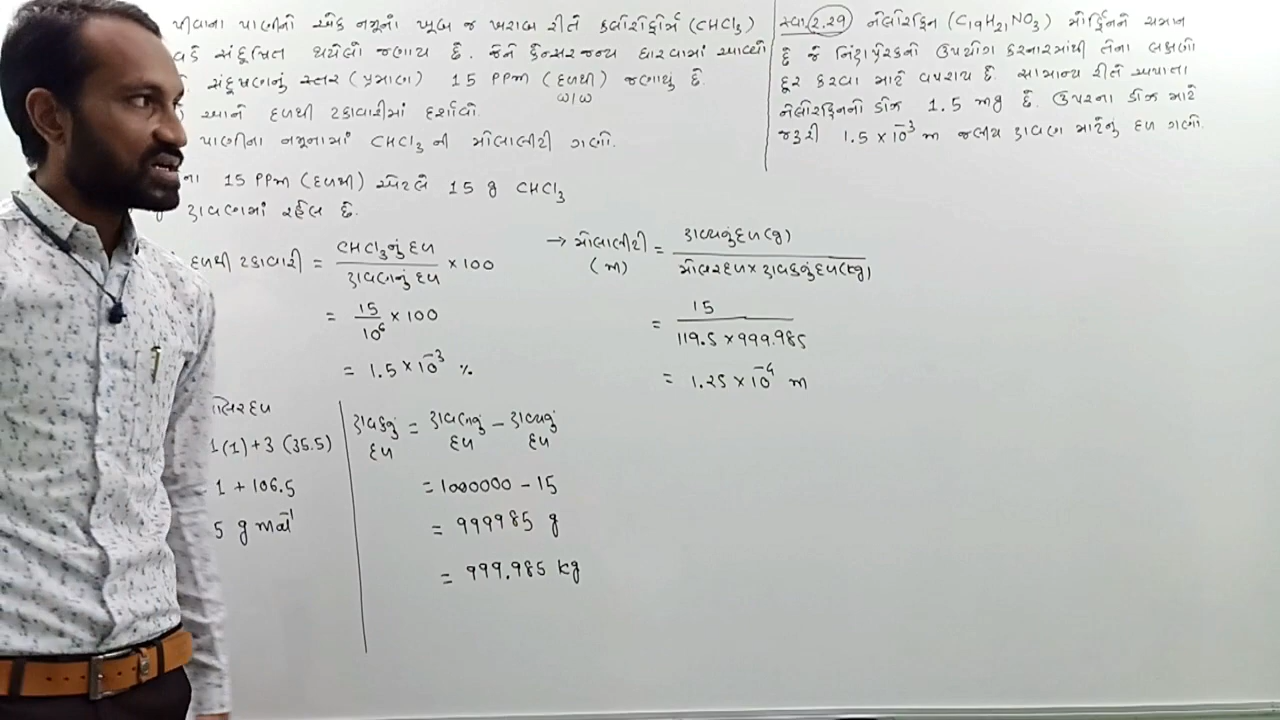 પીવાના પાણીનો એક નમૂનો ખૂબ જ ખરાબ રીતે ક્લોરોફોર્મ (CHCl3)
વડે સંદૂષિત થયેલો જણાય છે. જેને કેન્સરજન્ય ધારવામાં આવ્યો
સંદૂષણનું સ્તર (પ્રમાણ) 15 PPm (દળથી) જણાયું છે.
w/w
આને દળથી ટકાવારીમાં દર્શાવો.
પાણીના નમૂનામાં CHCl3 ની મોલાલીટી ગણો.
ના 15 PPm (દળથી) એટલે 15 g CHCl3
દ્રાવણમાં રહેલ છે.
દળથી ટકાવારી = CHCl3નું દળ / દ્રાવણનું દળ × 100
= 15 / 10^6 × 100
= 1.5 × 10^-3 %
લિર દળ
1(1) + 3 (35.5)
1 + 106.5
5 g mol^-1
દ્રાવકનું દળ = દ્રાવણનું દળ - દ્રાવ્યનું દળ
= 1000000 - 15
= 999985 g
= 999.985 kg
→ મોલાલીટી (m) = દ્રાવ્યનું દળ(g) / મોલરદળ × દ્રાવકનું દળ(kg)
= 15 / 119.5 × 999.985
= 1.25 × 10^-4 m
સ્વા. 2.29 નેલોરફિન (C19H21NO3) મોર્ફિનને સમાન
છે જે નિદ્રાપ્રેરકનો ઉપયોગ કરનારમાંથી તેના લક્ષણો
દૂર કરવા માટે વપરાય છે. સામાન્ય રીતે અપાતા
નેલોરફિનનો ડોઝ 1.5 mg છે. ઉપરના ડોઝ માટે
જરૂરી 1.5 × 10^-3 m જલીય દ્રાવણ માટેનું દળ ગણો.